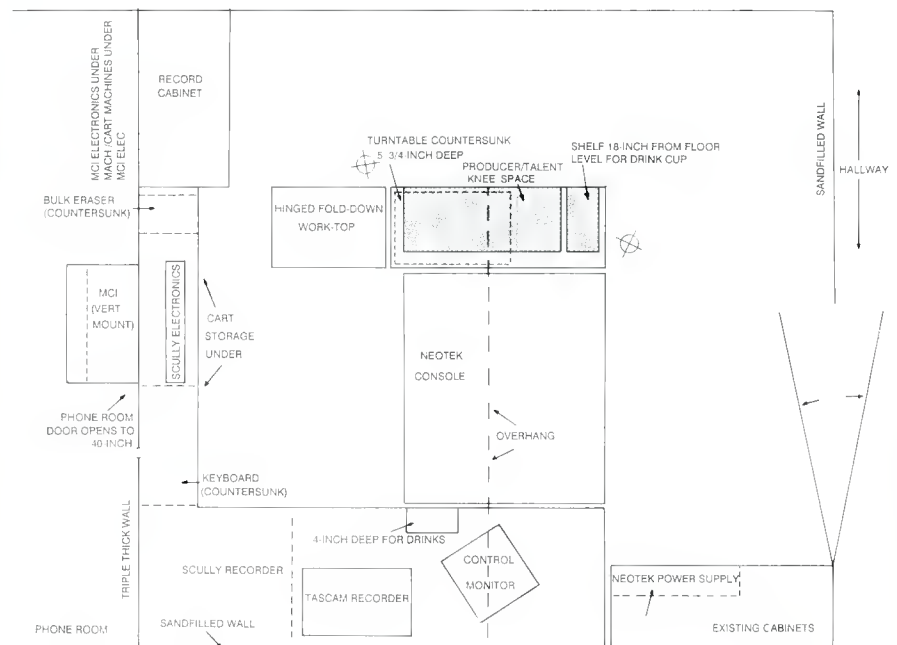 MCI ELECTRONICS UNDER
MACH /CART MACHINES UNDER
MCI ELEC
RECORD
CABINET
TURNTABLE COUNTERSUNK
5 3/4-INCH DEEP
PRODUCER/TALENT
KNEE SPACE
SHELF 18-INCH FROM FLOOR
LEVEL FOR DRINK CUP
SANDFILLED WALL
HALLWAY
BULK ERASER
(COUNTERSUNK)
HINGED FOLD-DOWN
WORK-TOP
MCI
(VERT
MOUNT)
SCULLY ELECTRONICS
CART
STORAGE
UNDER
NEOTEK
CONSOLE
PHONE ROOM
DOOR OPENS TO
40-INCH
OVERHANG
KEYBOARD
(COUNTERSUNK)
TRIPLE THICK WALL
4-INCH DEEP FOR DRINKS
SCULLY RECORDER
CONTROL
MONITOR
TASCAM RECORDER
NEOTEK POWER SUPPLY
PHONE ROOM
SANDFILLED WALL
EXISTING CABINETS